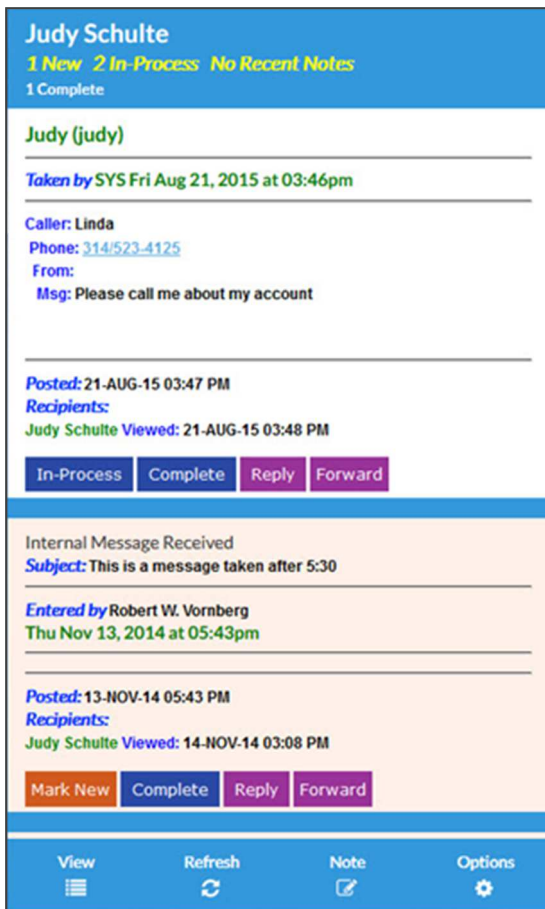 Judy Schulte
1 New 2 In-Process No Recent Notes
1 Complete
Judy (judy)
Taken by SYS Fri Aug 21, 2015 at 03:46pm
Caller: Linda
Phone: 314/523-4125
From:
Msg: Please call me about my account
Posted: 21-AUG-15 03:47 PM
Recipients:
Judy Schulte Viewed: 21-AUG-15 03:48 PM
In-Process Complete Reply Forward
Internal Message Received
Subject: This is a message taken after 5:30
Entered by Robert W. Vornberg
Thu Nov 13, 2014 at 05:43pm
Posted: 13-NOV-14 05:43 PM
Recipients:
Judy Schulte Viewed: 14-NOV-14 03:08 PM
Mark New Complete Reply Forward
View Refresh Note Options